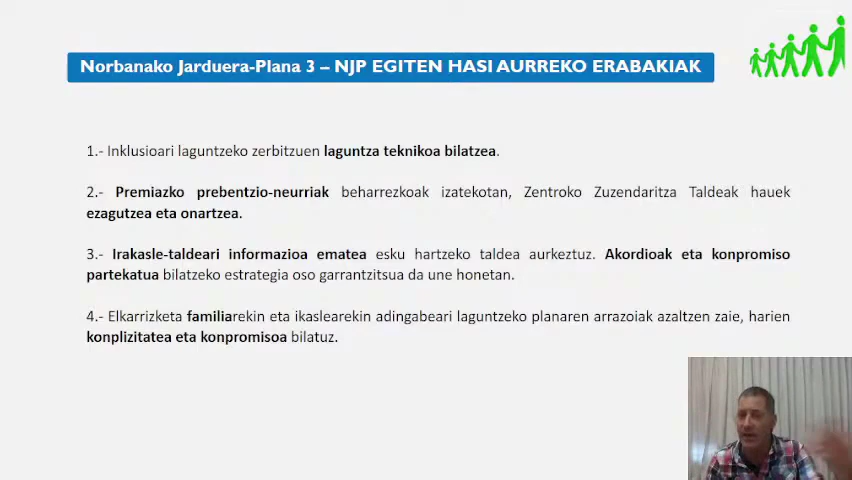 Norbanako Jarduera-Plana 3 – NJP EGITEN HASI AURREKO ERABAKIAK
1.- Inklusioari laguntzeko zerbitzuen laguntza teknikoa bilatzea.
2.- Premiazko prebentzio-neurriak beharrezkoak izatekotan, Zentroko Zuzendaritza Taldeak hauek
ezagutzea eta onartzea.
3.- Irakasle-taldeari informazioa ematea esku hartzeko taldea aurkeztuz. Akordioak eta konpromiso
partekatua bilatzeko estrategia oso garrantzitsua da une honetan.
4.- Elkarrizketa familiarekin eta ikaslearekin adingabeari laguntzeko planaren arrazoiak azaltzen zaie, harien
konplizitatea eta konpromisoa bilatuz.